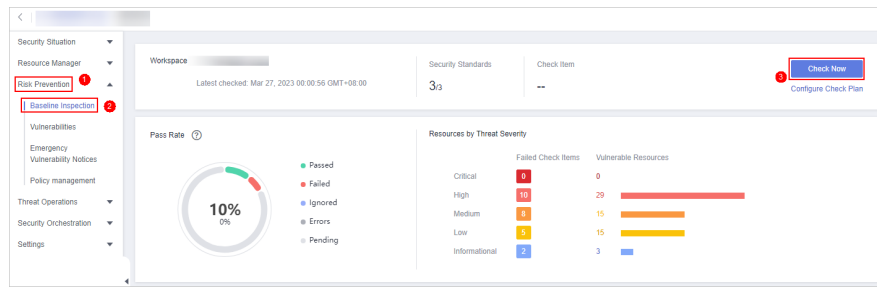 Security Situation
Resource Manager
Risk Prevention 1
Baseline Inspection 2
Vulnerabilities
Emergency
Vulnerability Notices
Policy management
Threat Operations
Security Orchestration
Settings
Workspace
Latest checked: Mar 27, 2023 00:00:56 GMT+08:00
Security Standards
3/3
Check Item
--
3 Check Now
Configure Check Plan
Pass Rate ?
10%
0%
Passed
Failed
Ignored
Errors
Pending
Resources by Threat Severity
Failed Check Items Vulnerable Resources
Critical 0 0
High 10 29
Medium 8 15
Low 5 15
Informational 2 3